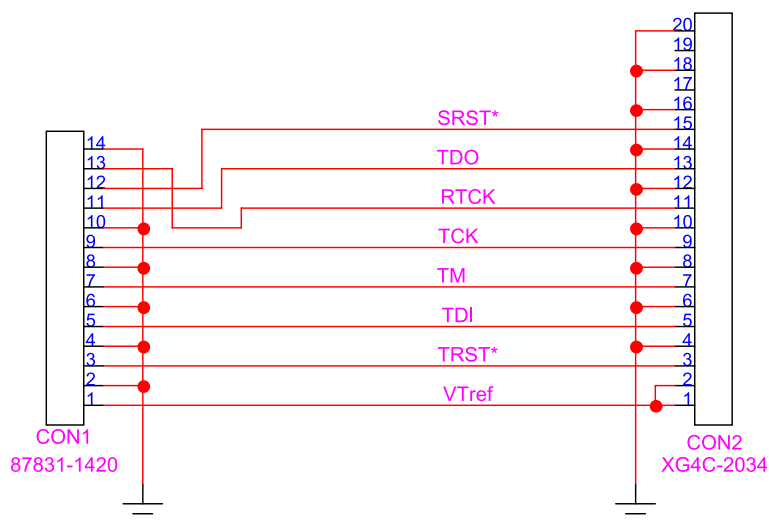 20
19
18
17
16
SRST* 15
14 14
13 TDO 13
12 12
11 RTCK 11
10 10
9 TCK 9
8 8
7 TM 7
6 6
5 TDI 5
4 4
3 TRST* 3
2 2
1 VTref 1
CON1
87831-1420
CON2
XG4C-2034